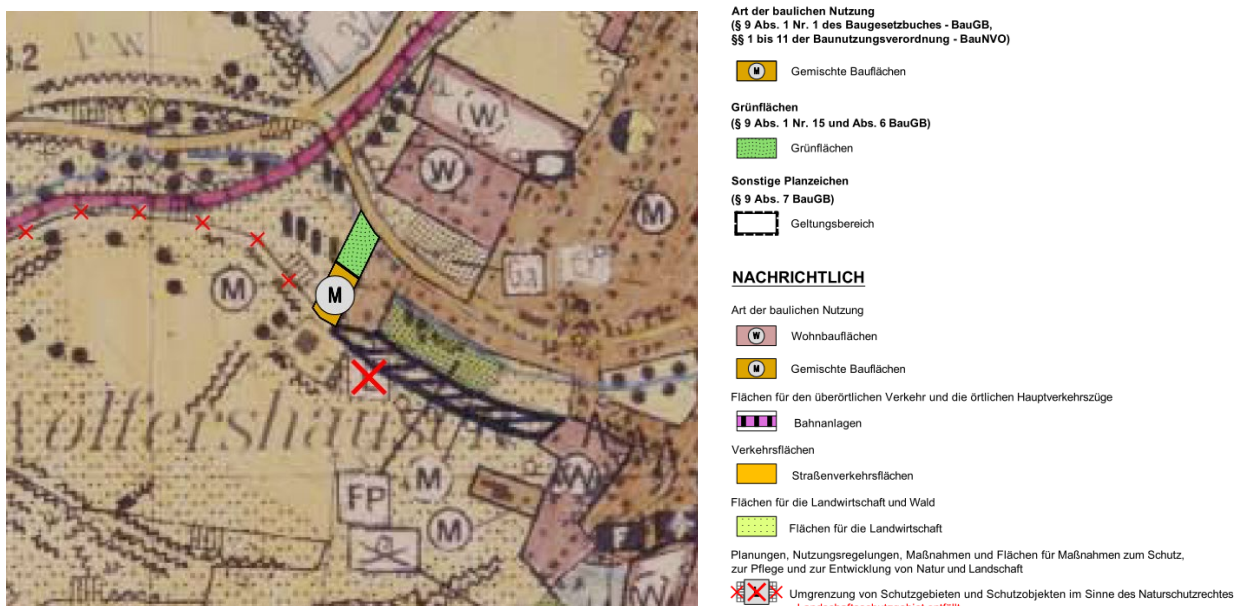 P W
3.2
(W)
W
M
M
M
M
FP
M
W
W
Art der baulichen Nutzung
(§ 9 Abs. 1 Nr. 1 des Baugesetzbuches - BauGB,
§§ 1 bis 11 der Baunutzungsverordnung - BauNVO)
M Gemischte Bauflächen
Grünflächen
(§ 9 Abs. 1 Nr. 15 und Abs. 6 BauGB)
Grünflächen
Sonstige Planzeichen
(§ 9 Abs. 7 BauGB)
Geltungsbereich
NACHRICHTLICH
Art der baulichen Nutzung
W Wohnbauflächen
M Gemischte Bauflächen
Flächen für den überörtlichen Verkehr und die örtlichen Hauptverkehrszüge
Bahnanlagen
Verkehrsflächen
Straßenverkehrsflächen
Flächen für die Landwirtschaft und Wald
Flächen für die Landwirtschaft
Planungen, Nutzungsregelungen, Maßnahmen und Flächen für Maßnahmen zum Schutz,
zur Pflege und zur Entwicklung von Natur und Landschaft
Umgrenzung von Schutzgebieten und Schutzobjekten im Sinne des Naturschutzrechtes